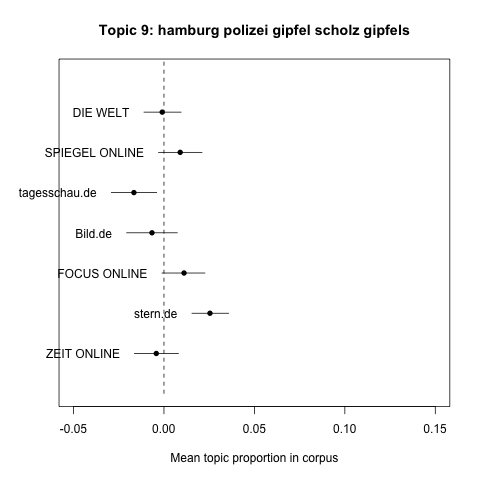 Topic 9: hamburg polizei gipfel scholz gipfels
DIE WELT
SPIEGEL ONLINE
tagesschau.de
Bild.de
FOCUS ONLINE
stern.de
ZEIT ONLINE
-0.05 0.00 0.05 0.10 0.15
Mean topic proportion in corpus